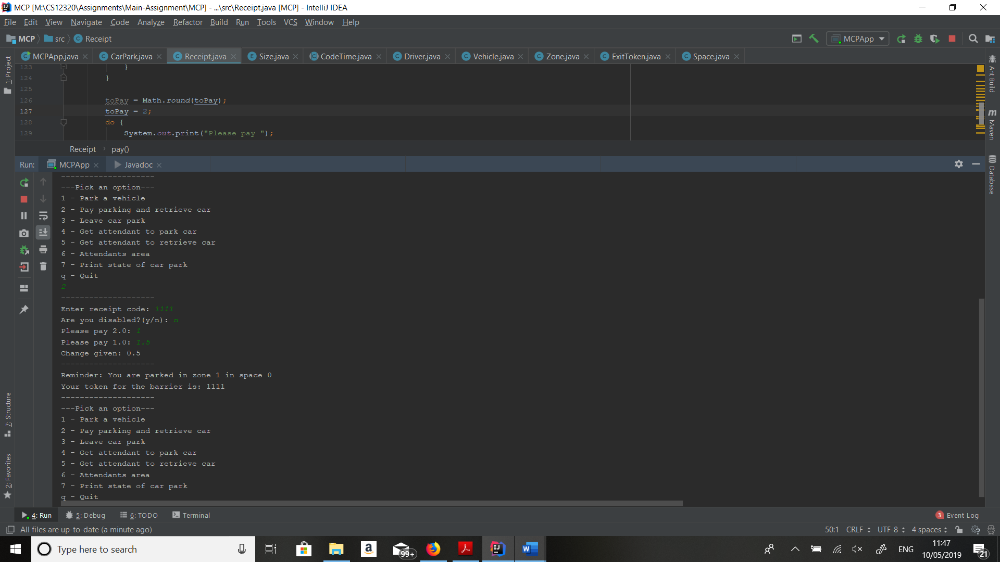 MCP [M:\CS12320\Assignments\Main-Assignment\MCP] - ...\src\Receipt.java [MCP] - IntelliJ IDEA
File Edit View Navigate Code Analyze Refactor Build Run Tools VCS Window Help
MCP src Receipt MCPApp
MCPApp.java CarPark.java Receipt.java Size.java CodeTime.java Driver.java Vehicle.java Zone.java ExitToken.java Space.java
123 }
124 }
125
126 toPay = Math.round(toPay);
127 toPay = 2;
128 do {
129 System.out.print("Please pay ");
Receipt > pay()
Run: MCPApp Javadoc
--------------------
---Pick an option---
1 - Park a vehicle
2 - Pay parking and retrieve car
3 - Leave car park
4 - Get attendant to park car
5 - Get attendant to retrieve car
6 - Attendants area
7 - Print state of car park
q - Quit
2
--------------------
Enter receipt code: 1111
Are you disabled?(y/n): n
Please pay 2.0: 1
Please pay 1.0: 1.5
Change given: 0.5
--------------------
Reminder: You are parked in zone 1 in space 0
Your token for the barrier is: 1111
--------------------
---Pick an option---
1 - Park a vehicle
2 - Pay parking and retrieve car
3 - Leave car park
4 - Get attendant to park car
5 - Get attendant to retrieve car
6 - Attendants area
7 - Print state of car park
q - Quit
1: Project
7: Structure
2: Favorites
Ant Build
Maven
Database
4: Run 5: Debug 6: TODO Terminal 3 Event Log
All files are up-to-date (a minute ago) 50:1 CRLF UTF-8 4 spaces
Type here to search 99+ ENG 11:47
10/05/2019 21